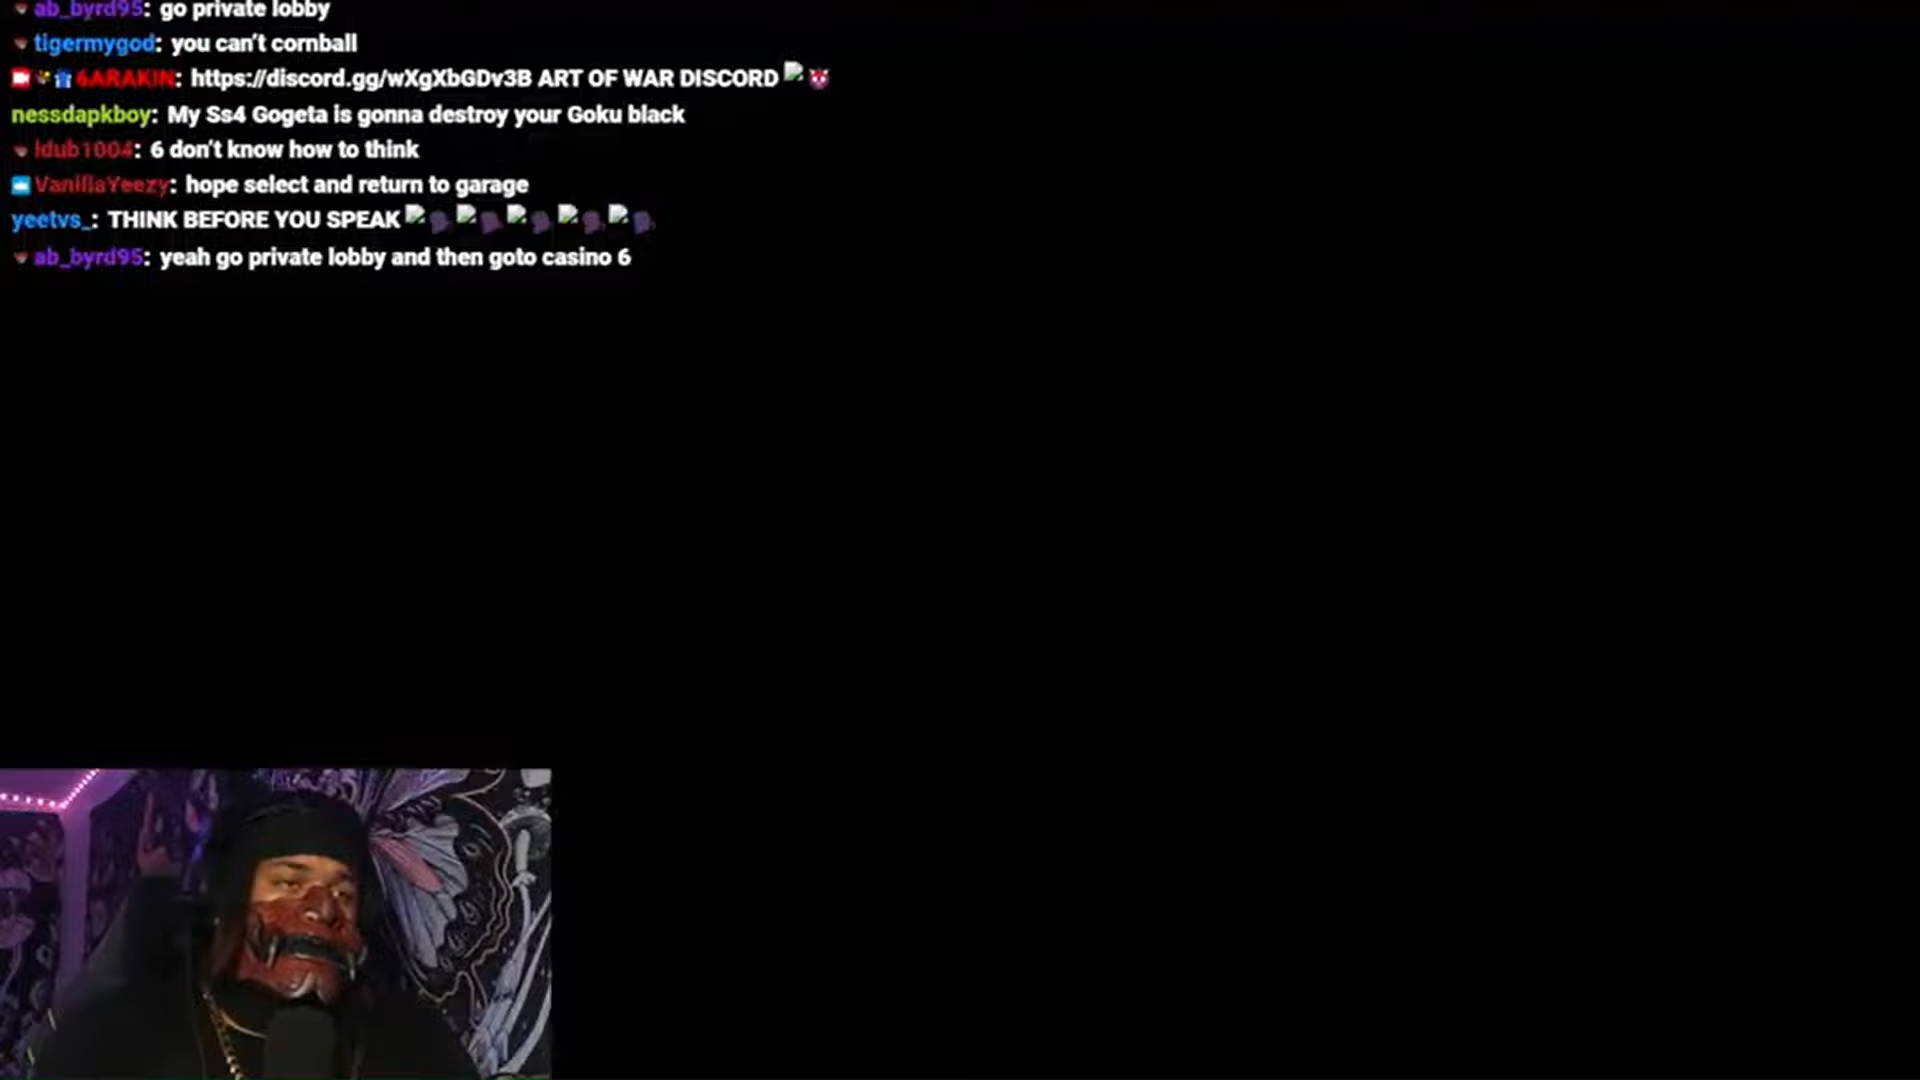 ab_byrd95: go private lobby
tigermygod: you can't cornball
6ARAKIN: https://discord.gg/wXgXbGDv3B ART OF WAR DISCORD
nessdapkboy: My Ss4 Gogeta is gonna destroy your Goku black
ldub1004: 6 don't know how to think
VanillaYeezy: hope select and return to garage
yeetvs_: THINK BEFORE YOU SPEAK
ab_byrd95: yeah go private lobby and then goto casino 6